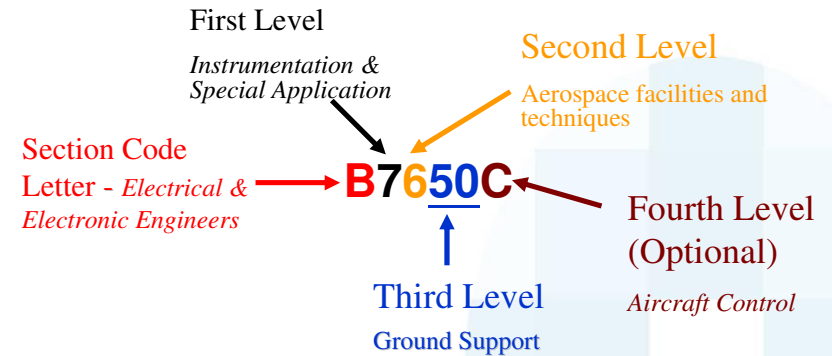 First Level
Instrumentation &
Special Application
Second Level
Aerospace facilities and
techniques
Section Code
Letter - Electrical &
Electronic Engineers
B7650C
Fourth Level
(Optional)
Aircraft Control
Third Level
Ground Support